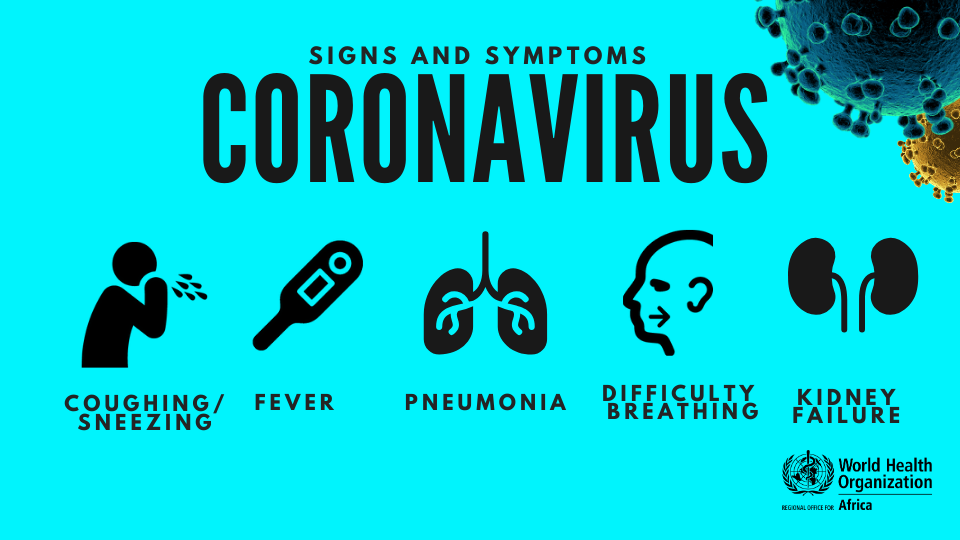 SIGNS AND SYMPTOMS
CORONAVIRUS
COUGHING/
SNEEZING
FEVER
PNEUMONIA
DIFFICULTY
BREATHING
KIDNEY
FAILURE
World Health
Organization
REGIONAL OFFICE FOR Africa